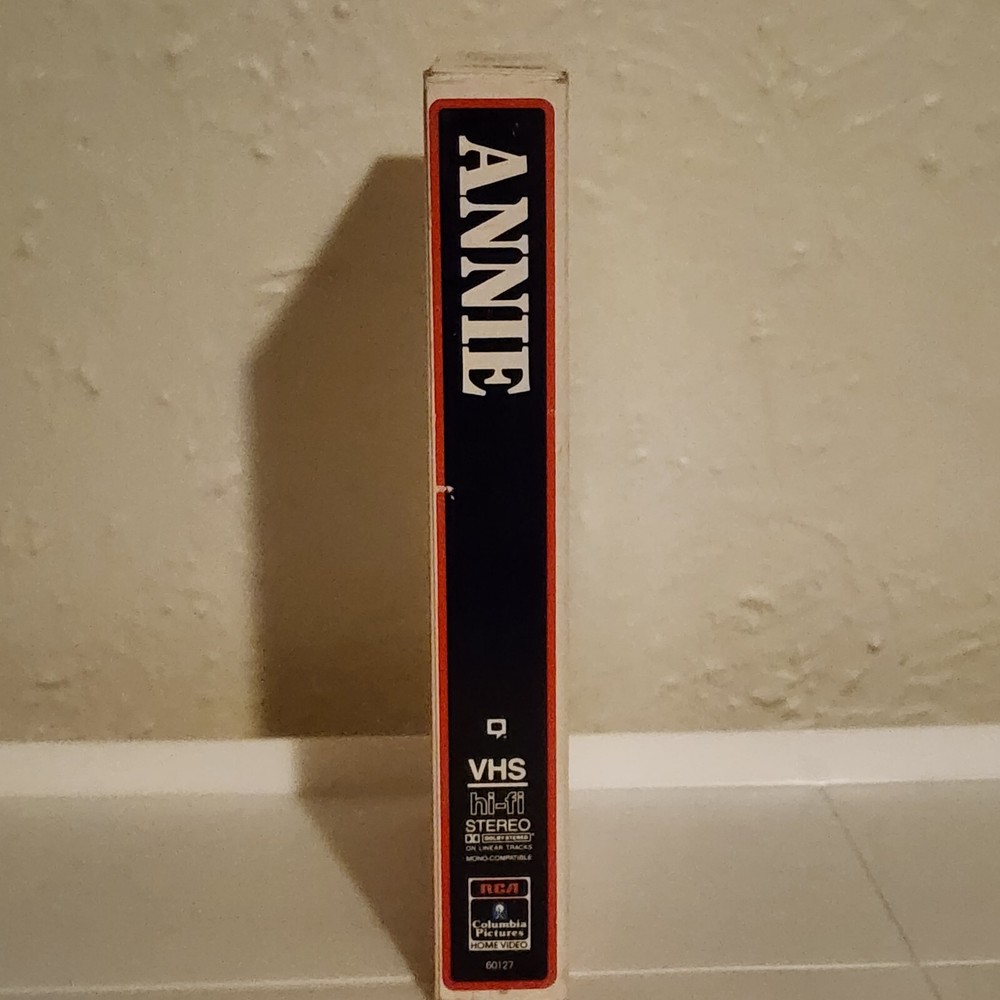 ANNIE
VHS
hi-fi
STEREO
DOLBY STEREO
ON LINEAR TRACKS
MONO-COMPATIBLE
RCA
Columbia
Pictures
HOME VIDEO
60127